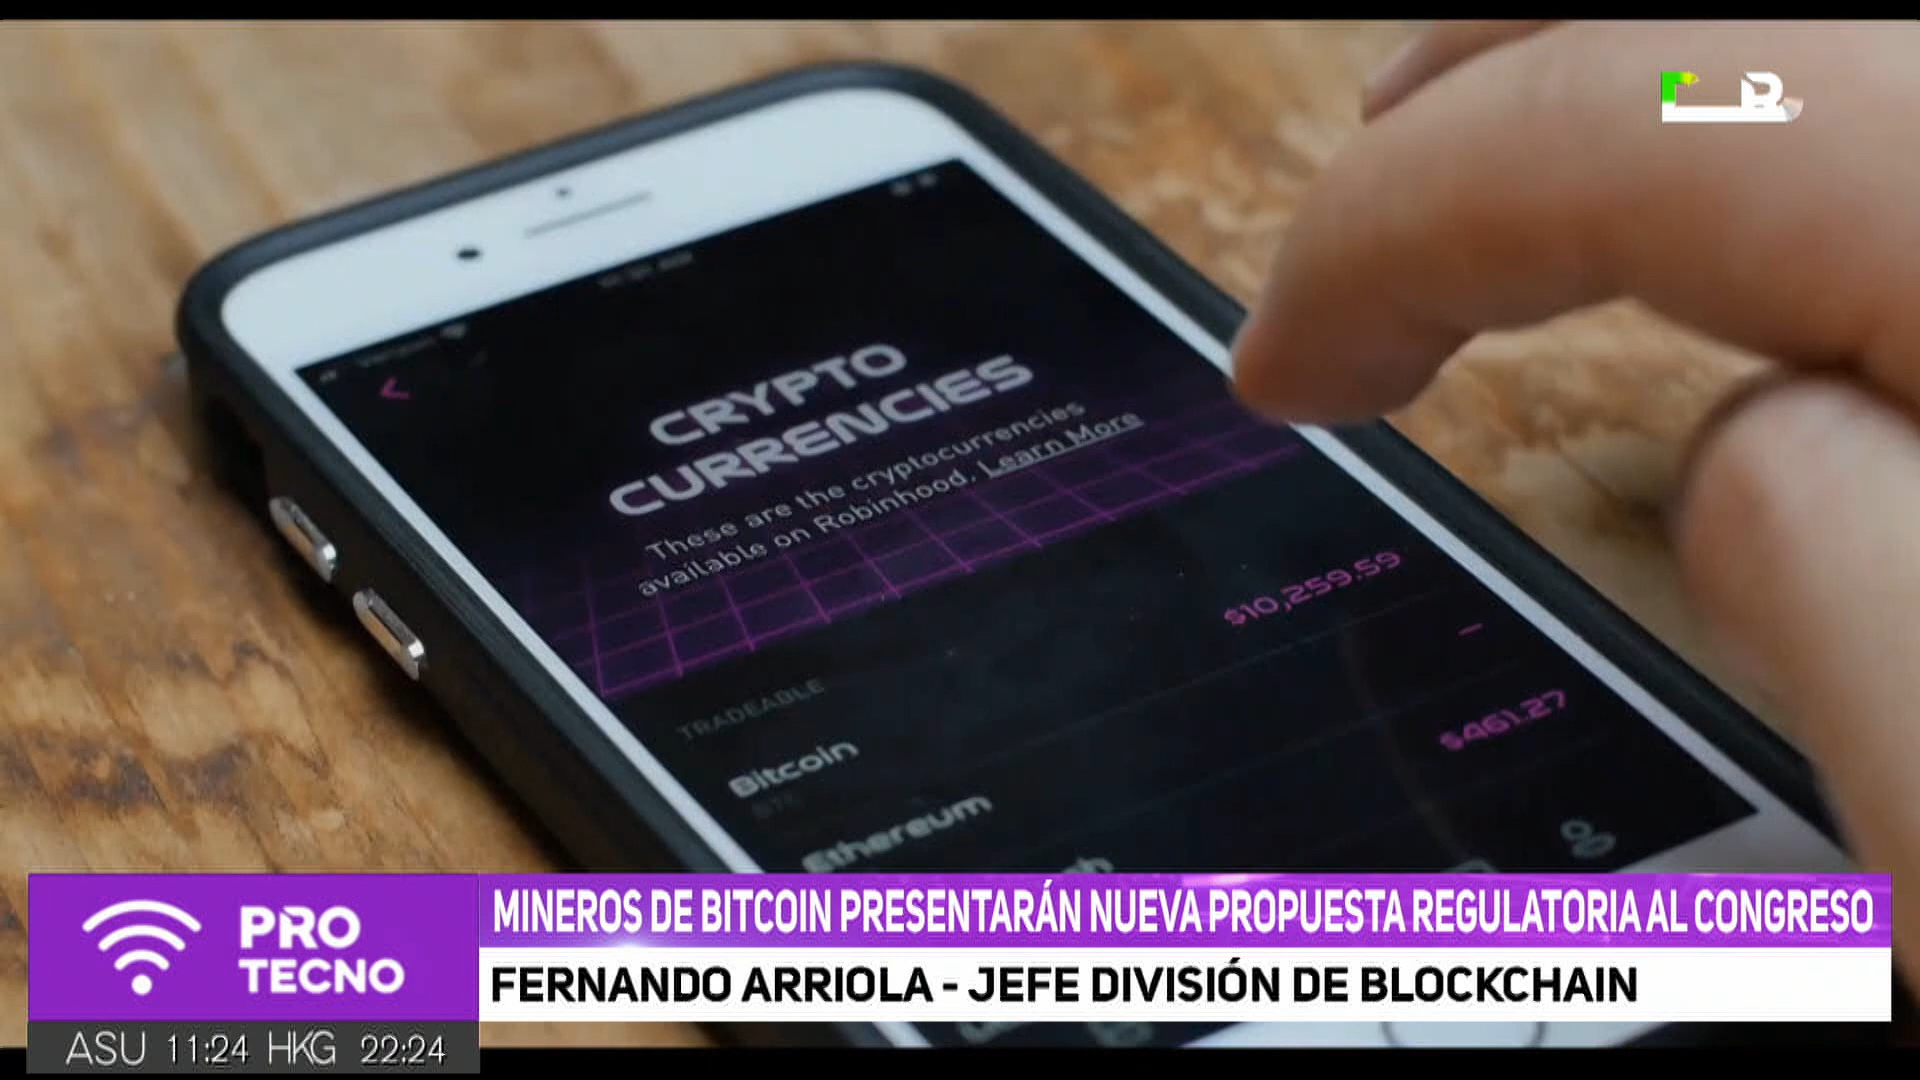 CRYPTO
CURRENCIES
These are the cryptocurrencies
available on Robinhood. Learn More
TRADEABLE
Bitcoin
$10,259.59
Ethereum
$461.27
PRO
TECNO
MINEROS DE BITCOIN PRESENTARÁN NUEVA PROPUESTA REGULATORIA AL CONGRESO
FERNANDO ARRIOLA - JEFE DIVISIÓN DE BLOCKCHAIN
ASU 11:24 HKG 22:24